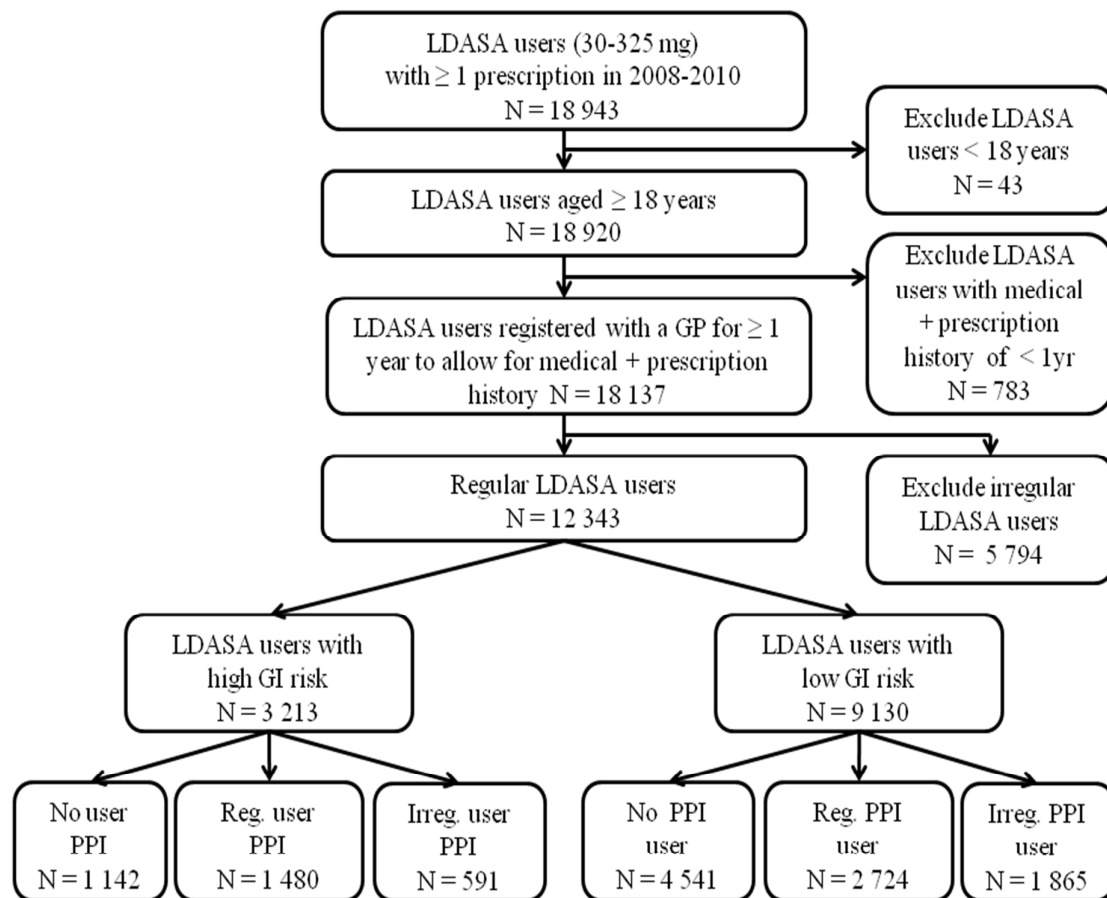 LDASA users (30-325 mg)
with ≥ 1 prescription in 2008-2010
N = 18 943
Exclude LDASA
users < 18 years
N = 43
LDASA users aged ≥ 18 years
N = 18 920
Exclude LDASA
users with medical
+ prescription
history of < 1yr
N = 783
LDASA users registered with a GP for ≥ 1
year to allow for medical + prescription
history N = 18 137
Regular LDASA users
N = 12 343
Exclude irregular
LDASA users
N = 5 794
LDASA users with
high GI risk
N = 3 213
LDASA users with
low GI risk
N = 9 130
No user
PPI
N = 1 142
Reg. user
PPI
N = 1 480
Irreg. user
PPI
N = 591
No PPI
user
N = 4 541
Reg. PPI
user
N = 2 724
Irreg. PPI
user
N = 1 865